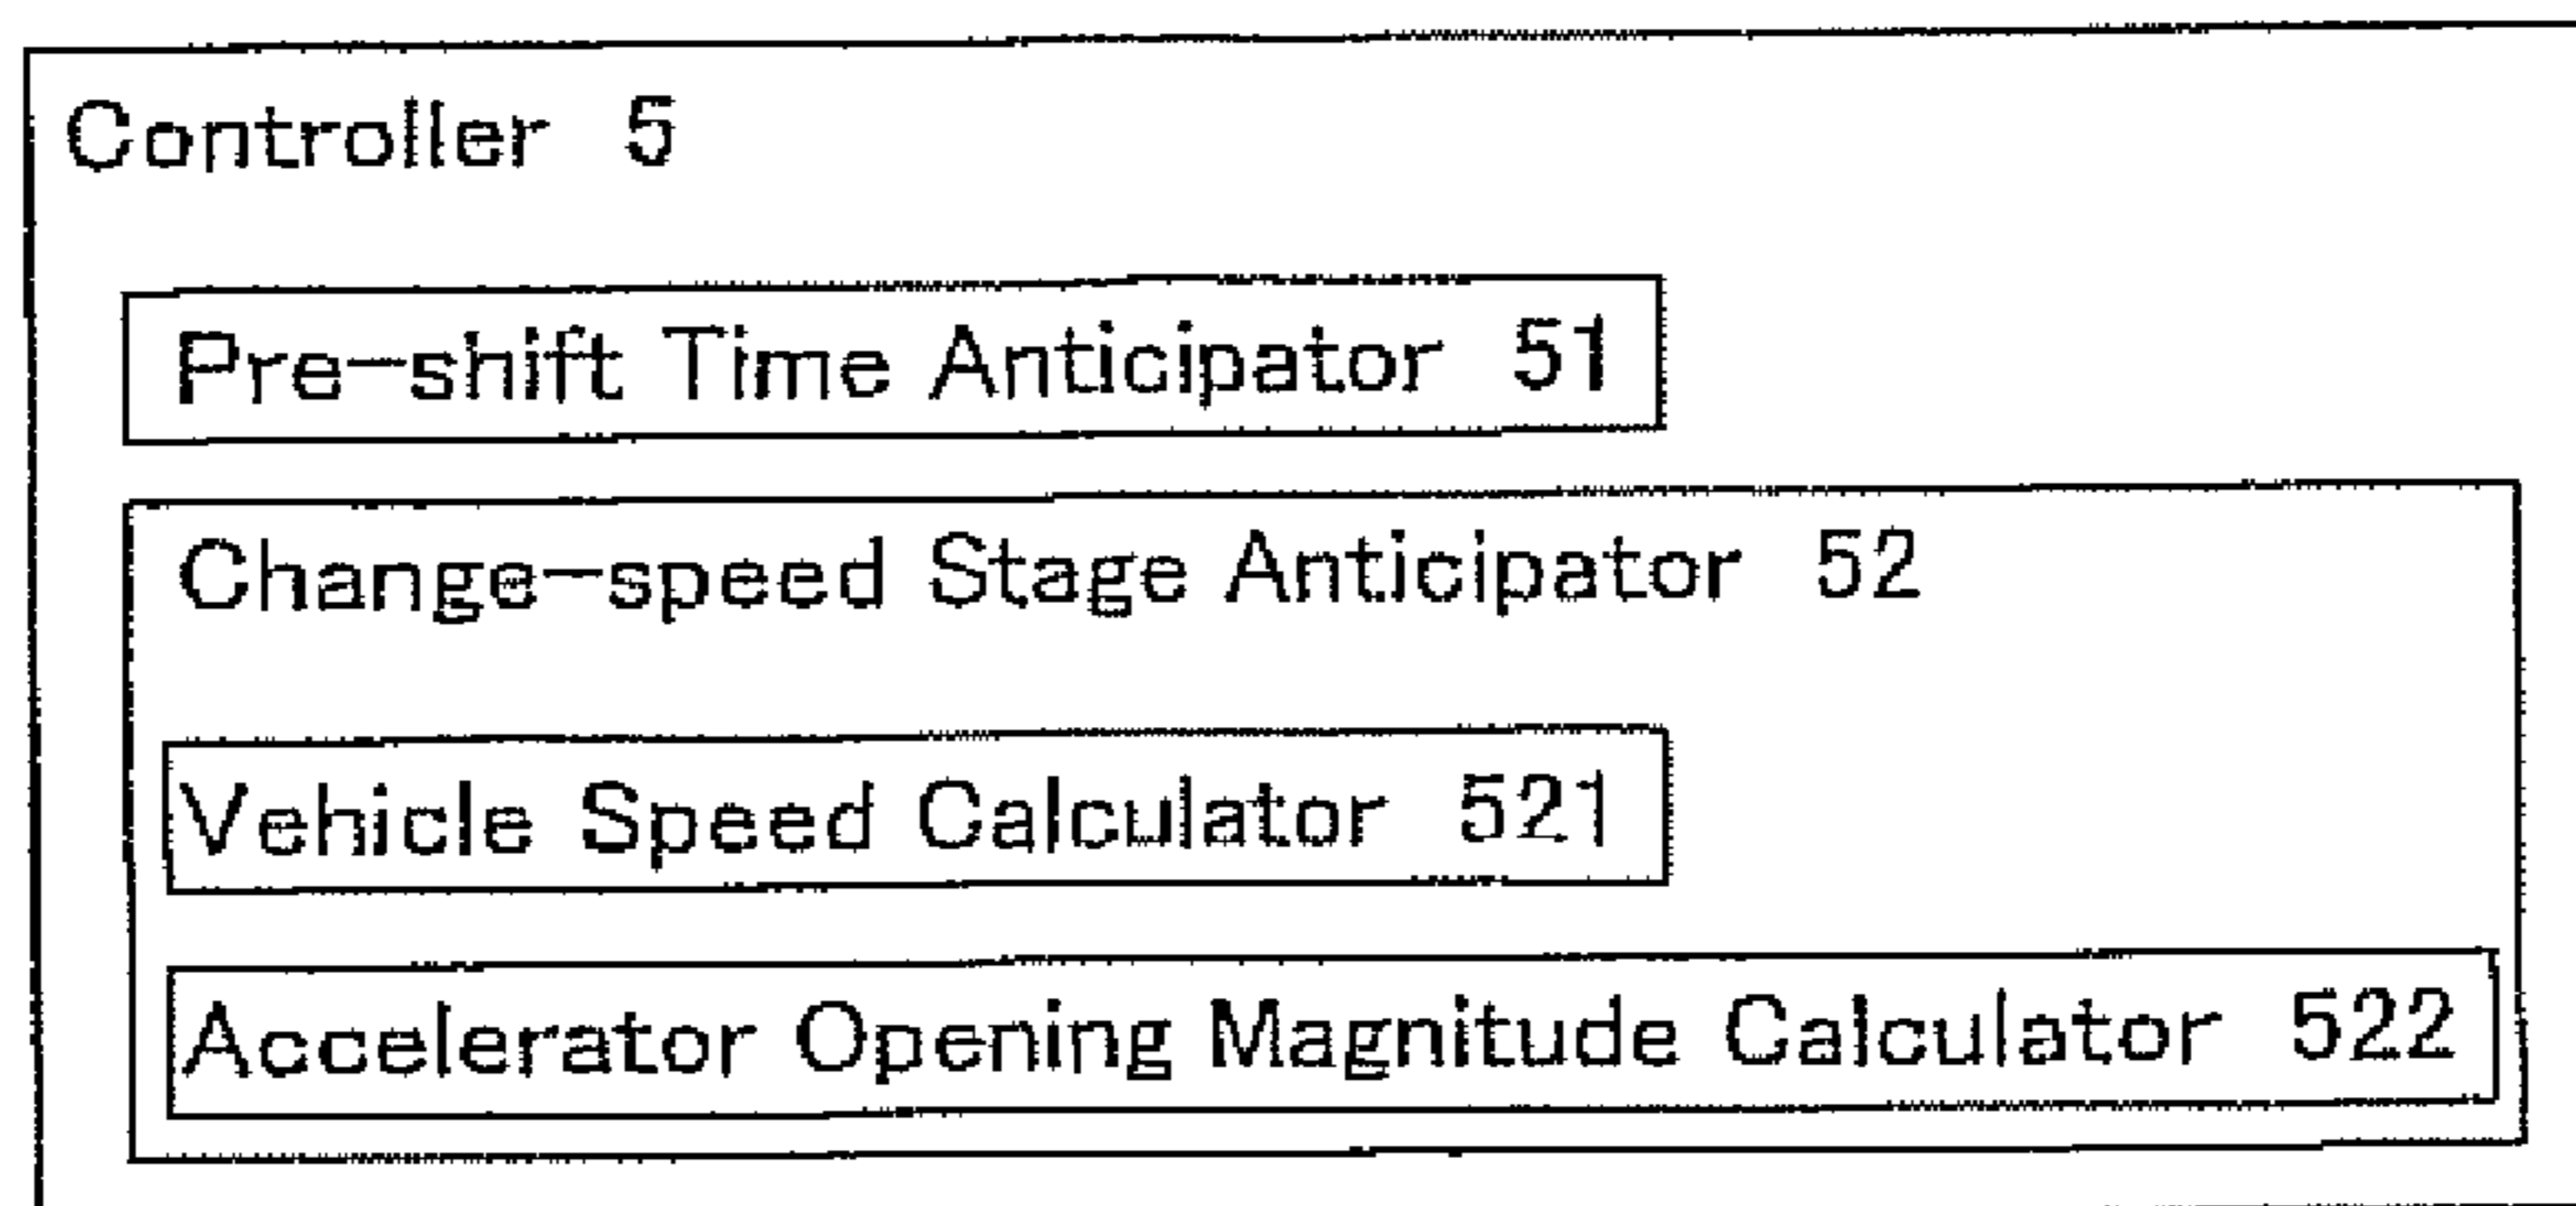 Controller 5
Pre-shift Time Anticipator 51
Change-speed Stage Anticipator 52
Vehicle Speed Calculator 521
Accelerator Opening Magnitude Calculator 522